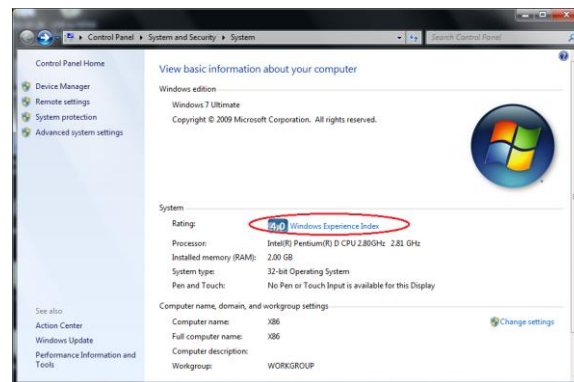 Control Panel ▸ System and Security ▸ System
Search Control Panel
Control Panel Home
Device Manager
Remote settings
System protection
Advanced system settings
See also
Action Center
Windows Update
Performance Information and
Tools
View basic information about your computer
Windows edition
Windows 7 Ultimate
Copyright © 2009 Microsoft Corporation. All rights reserved.
System
Rating: 4,0 Windows Experience Index
Processor: Intel(R) Pentium(R) D CPU 2.80GHz 2.81 GHz
Installed memory (RAM): 2.00 GB
System type: 32-bit Operating System
Pen and Touch: No Pen or Touch Input is available for this Display
Computer name, domain, and workgroup settings
Computer name: X86
Change settings
Full computer name: X86
Computer description:
Workgroup: WORKGROUP